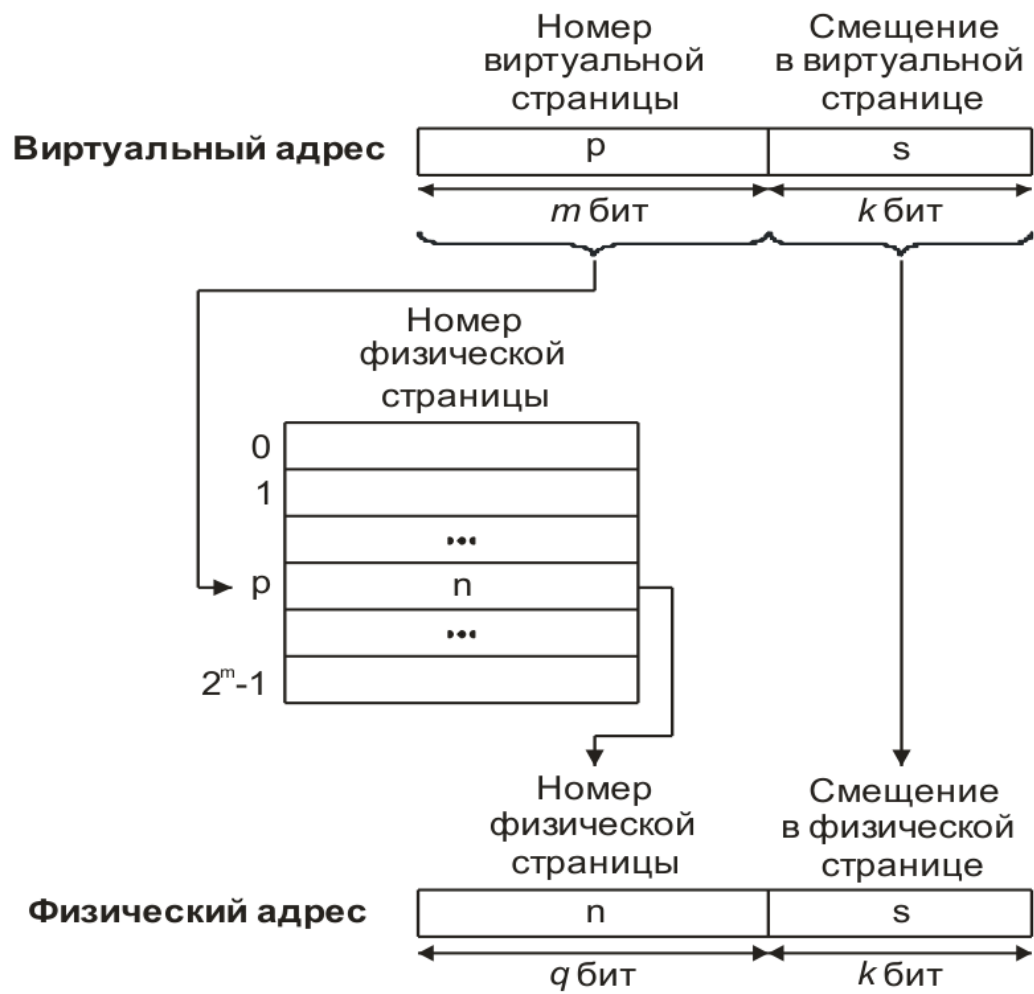 Номер
виртуальной
страницы
Смещение
в виртуальной
странице
Виртуальный адрес
p
s
m бит
k бит
Номер
физической
страницы
0
1
•••
p
n
•••
2^m-1
Номер
физической
страницы
Смещение
в физической
странице
Физический адрес
n
s
q бит
k бит